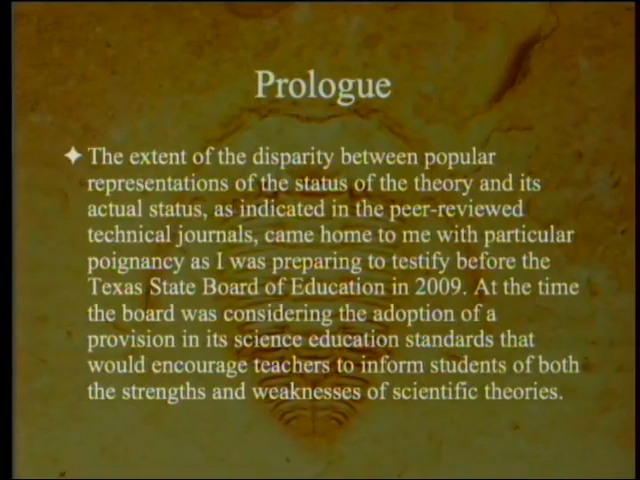 Prologue
The extent of the disparity between popular
representations of the status of the theory and its
actual status, as indicated in the peer-reviewed
technical journals, came home to me with particular
poignancy as I was preparing to testify before the
Texas State Board of Education in 2009. At the time
the board was considering the adoption of a
provision in its science education standards that
would encourage teachers to inform students of both
the strengths and weaknesses of scientific theories.